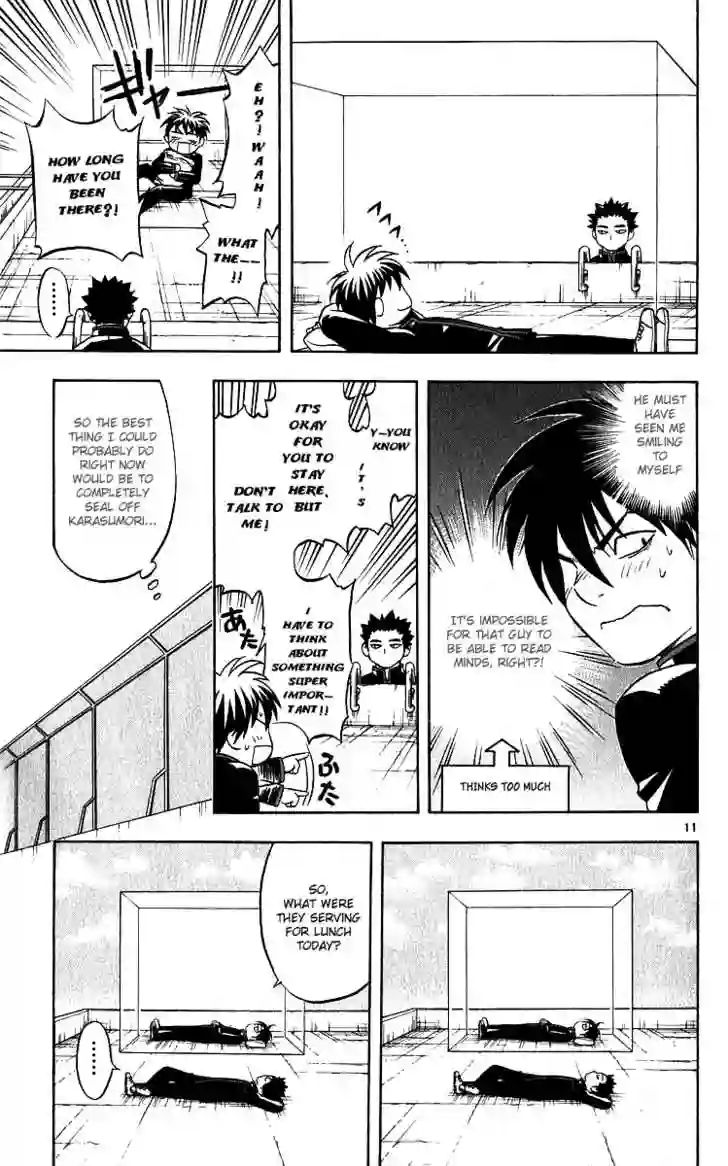 EH?! WAAH!
WHAT
THE--
!!
ギャー
HOW LONG
HAVE YOU
BEEN
THERE?!
......
HE MUST
HAVE
SEEN ME
SMILING
TO
MYSELF
IT'S IMPOSSIBLE
FOR THAT GUY TO
BE ABLE TO READ
MINDS, RIGHT?!
THINKS TOO MUCH
Y-YOU
KNOW
IT'S
IT'S
OKAY
FOR
YOU TO
STAY
HERE,
BUT
DON'T
TALK TO
ME!
I
HAVE TO
THINK
ABOUT
SOMETHING
SUPER
IMPOR-
TANT!!
あた
ふた
SO THE BEST
THING I COULD
PROBABLY DO
RIGHT NOW
WOULD BE TO
COMPLETELY
SEAL OFF
KARASUMORI...
11
SO,
WHAT WERE
THEY SERVING
FOR LUNCH
TODAY?
......